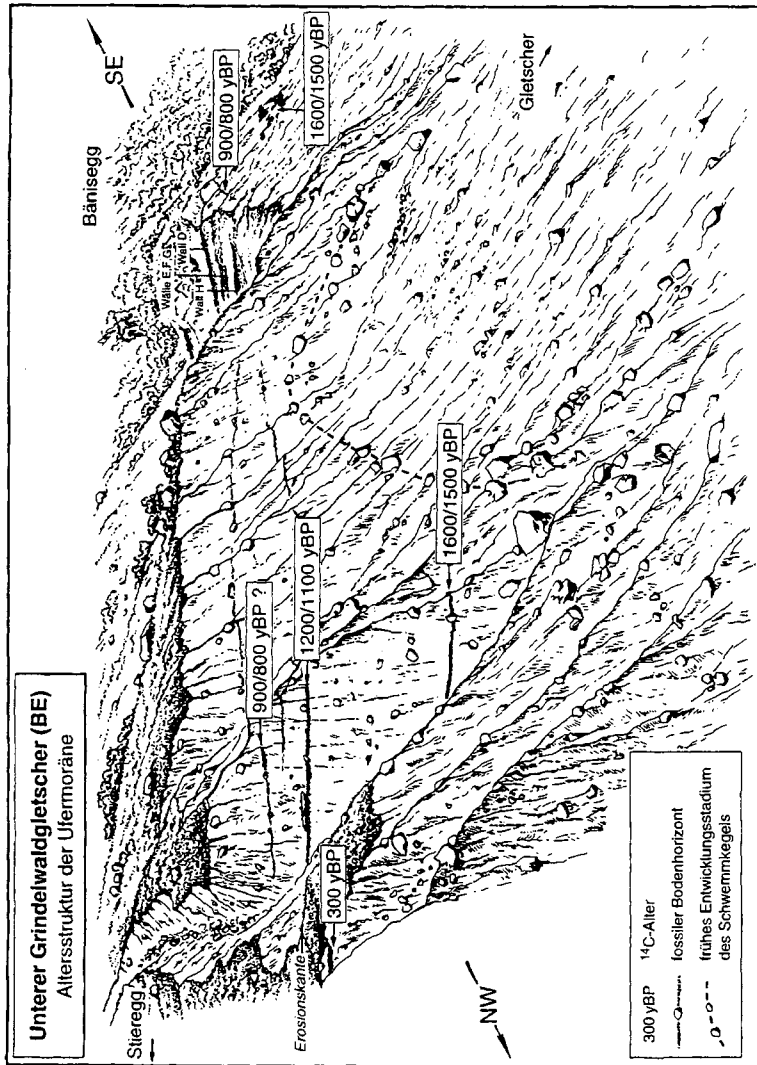 Unterer Grindelwaldgletscher (BE)
Altersstruktur der Ufermoräne
Stieregg
Bänisegg
SE
Wälle E,F,G
Wall D
Wall H
900/800 yBP
1600/1500 yBP
900/800 yBP ?
1200/1100 yBP
1600/1500 yBP
Erosionskante
300 yBP
Gletscher
NW
300 yBP ¹⁴C-Alter
fossiler Bodenhorizont
frühes Entwicklungsstadium
des Schwemmkegels